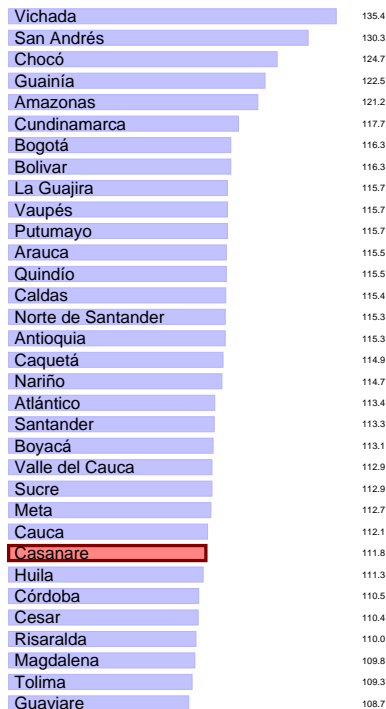 Vichada 135.4
San Andrés 130.3
Chocó 124.7
Guainía 122.5
Amazonas 121.2
Cundinamarca 117.7
Bogotá 116.3
Bolivar 116.3
La Guajira 115.7
Vaupés 115.7
Putumayo 115.7
Arauca 115.5
Quindío 115.5
Caldas 115.4
Norte de Santander 115.3
Antioquia 115.3
Caquetá 114.9
Nariño 114.7
Atlántico 113.4
Santander 113.3
Boyacá 113.1
Valle del Cauca 112.9
Sucre 112.9
Meta 112.7
Cauca 112.1
Casanare 111.8
Huila 111.3
Córdoba 110.5
Cesar 110.4
Risaralda 110.0
Magdalena 109.8
Tolima 109.3
Guaviare 108.7